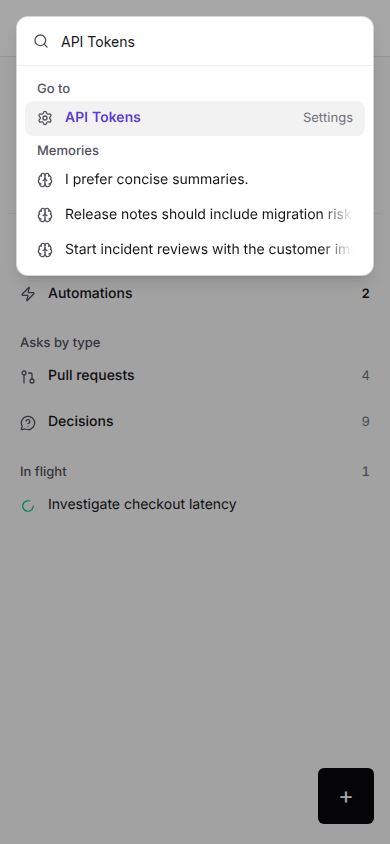 API Tokens
Go to
API Tokens Settings
Memories
I prefer concise summaries.
Release notes should include migration risk
Start incident reviews with the customer im
Automations 2
Asks by type
Pull requests 4
Decisions 9
In flight 1
Investigate checkout latency